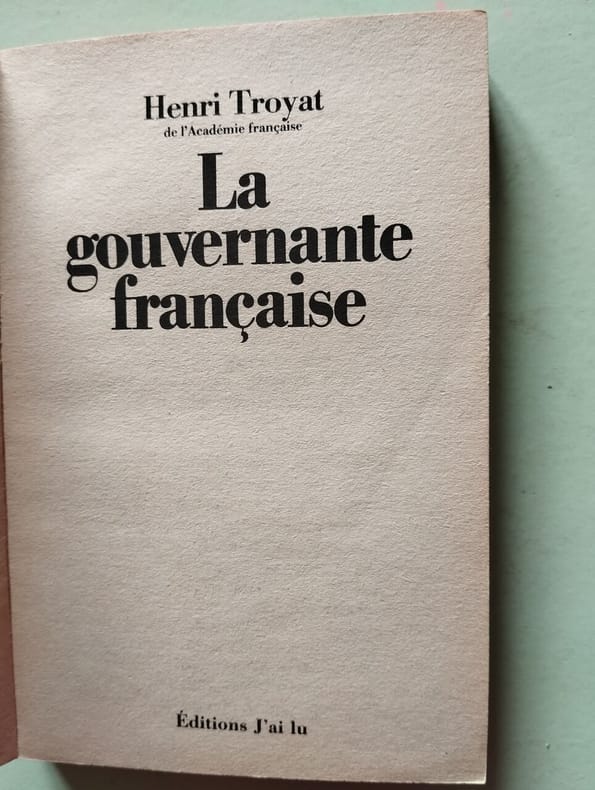 Henri Troyat
de l'Académie française
La
gouvernante
française
Éditions J'ai lu